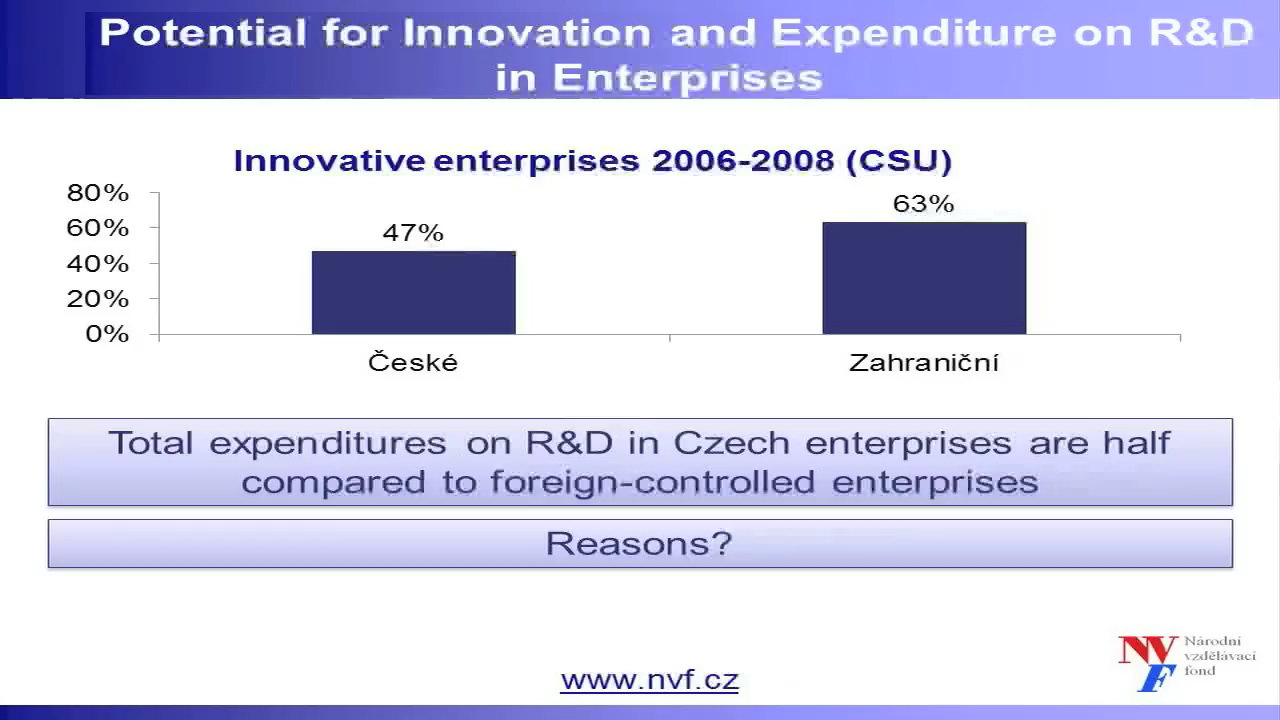 Potential for Innovation and Expenditure on R&D
in Enterprises
Innovative enterprises 2006-2008 (CSU)
80%
60%
40%
20%
0%
47%
63%
České
Zahraniční
Total expenditures on R&D in Czech enterprises are half
compared to foreign-controlled enterprises
Reasons?
www.nvf.cz
NVF
Národní
vzdělávací
fond